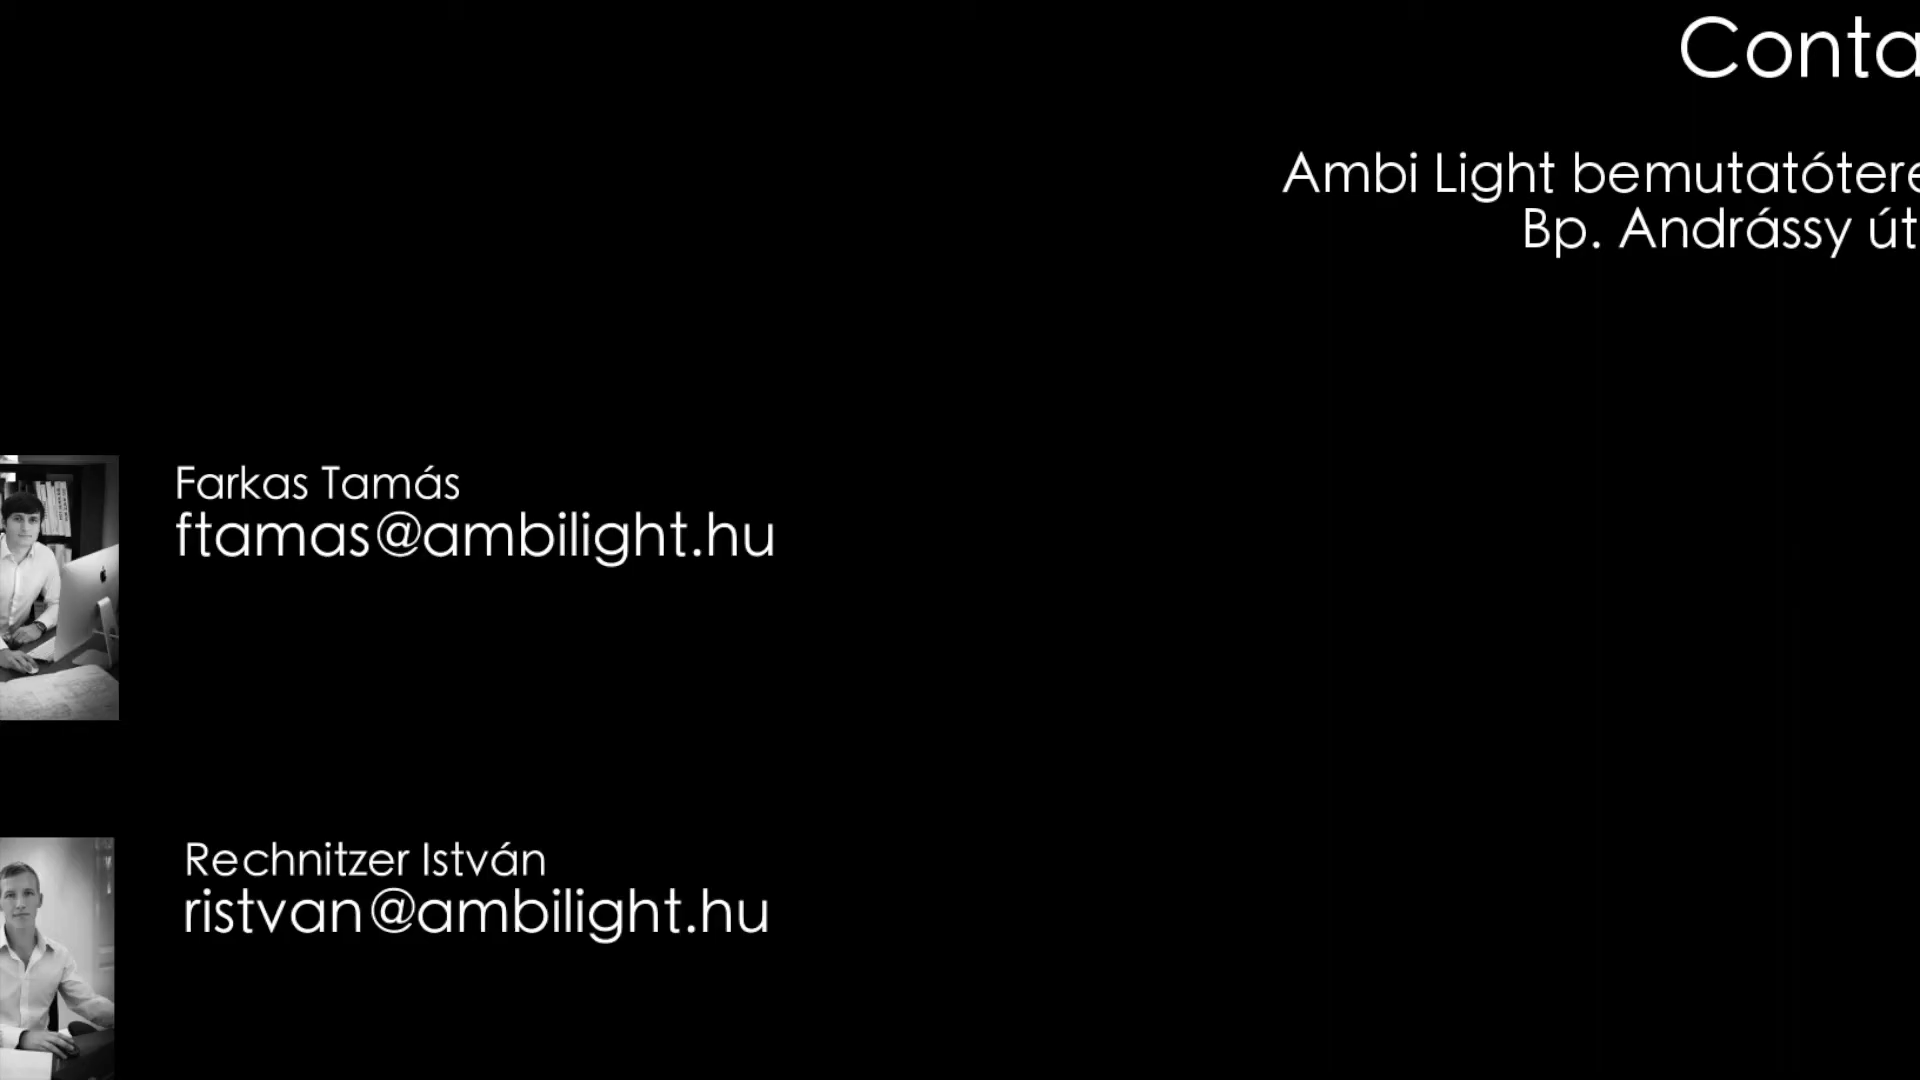 Conta
Ambi Light bemutatótere
Bp. Andrássy út
Farkas Tamás
ftamas@ambilight.hu
Rechnitzer István
ristvan@ambilight.hu